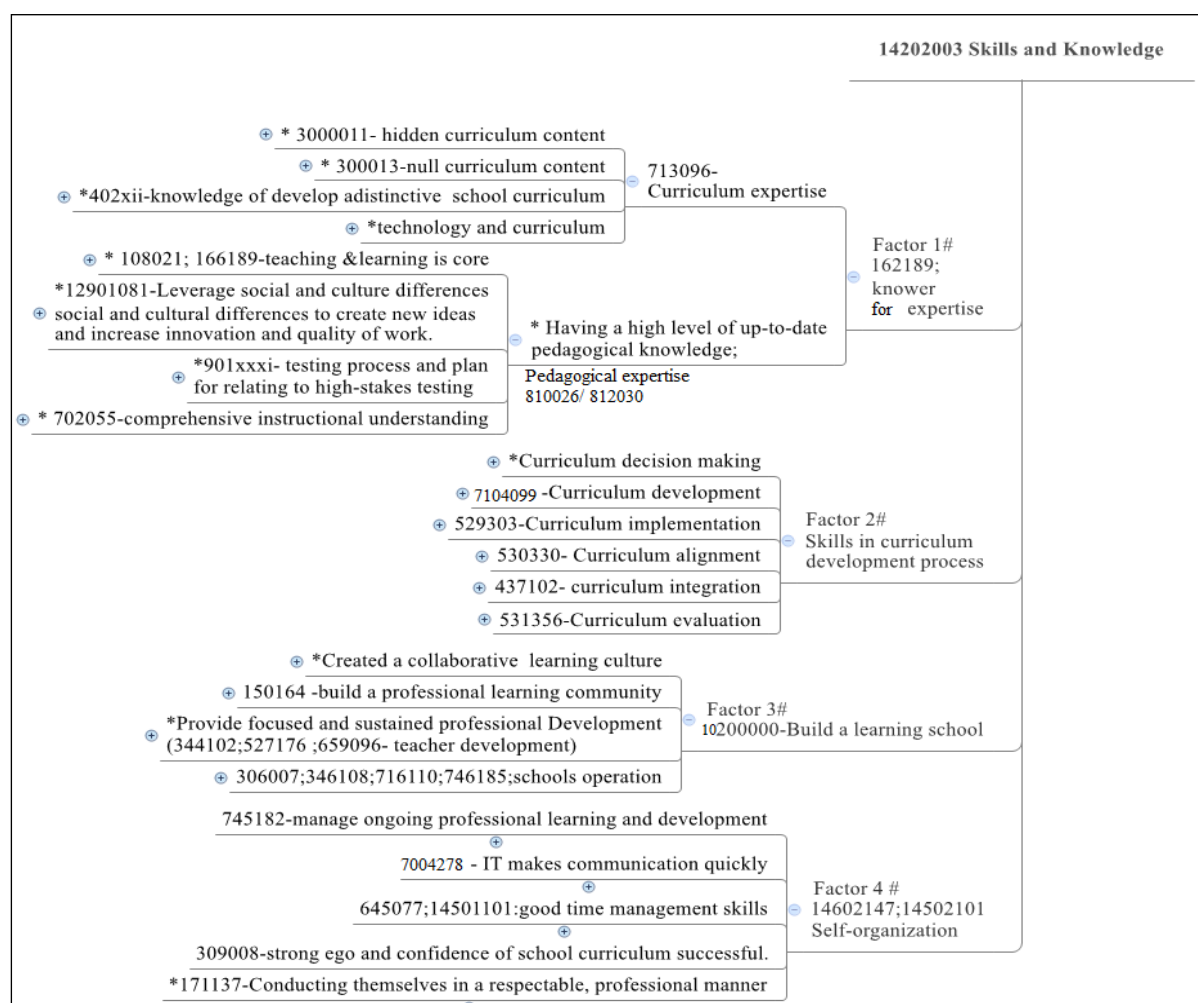 14202003 Skills and Knowledge
* 3000011- hidden curriculum content
* 300013-null curriculum content
*402xii-knowledge of develop adistinctive school curriculum
*technology and curriculum
713096-
Curriculum expertise
* 108021; 166189-teaching &learning is core
*12901081-Leverage social and culture differences
social and cultural differences to create new ideas
and increase innovation and quality of work.
*901xxxi- testing process and plan
for relating to high-stakes testing
* 702055-comprehensive instructional understanding
* Having a high level of up-to-date
pedagogical knowledge;
Pedagogical expertise
810026/ 812030
Factor 1#
162189;
knower
for expertise
*Curriculum decision making
7104099 -Curriculum development
529303-Curriculum implementation
530330- Curriculum alignment
437102- curriculum integration
531356-Curriculum evaluation
Factor 2#
Skills in curriculum
development process
*Created a collaborative learning culture
150164 -build a professional learning community
*Provide focused and sustained professional Development
(344102;527176 ;659096- teacher development)
306007;346108;716110;746185;schools operation
Factor 3#
10200000-Build a learning school
745182-manage ongoing professional learning and development
7004278 - IT makes communication quickly
645077;14501101:good time management skills
309008-strong ego and confidence of school curriculum successful.
*171137-Conducting themselves in a respectable, professional manner
Factor 4 #
14602147;14502101
Self-organization